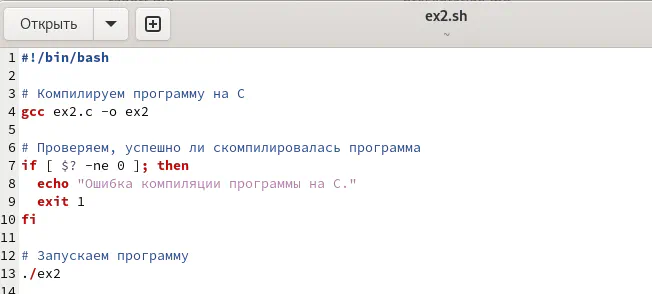 Открыть
ex2.sh
~
1 #!/bin/bash
2
3 # Компилируем программу на C
4 gcc ex2.c -o ex2
5
6 # Проверяем, успешно ли скомпилировалась программа
7 if [ $? -ne 0 ]; then
8   echo "Ошибка компиляции программы на C."
9   exit 1
10 fi
11
12 # Запускаем программу
13 ./ex2
14